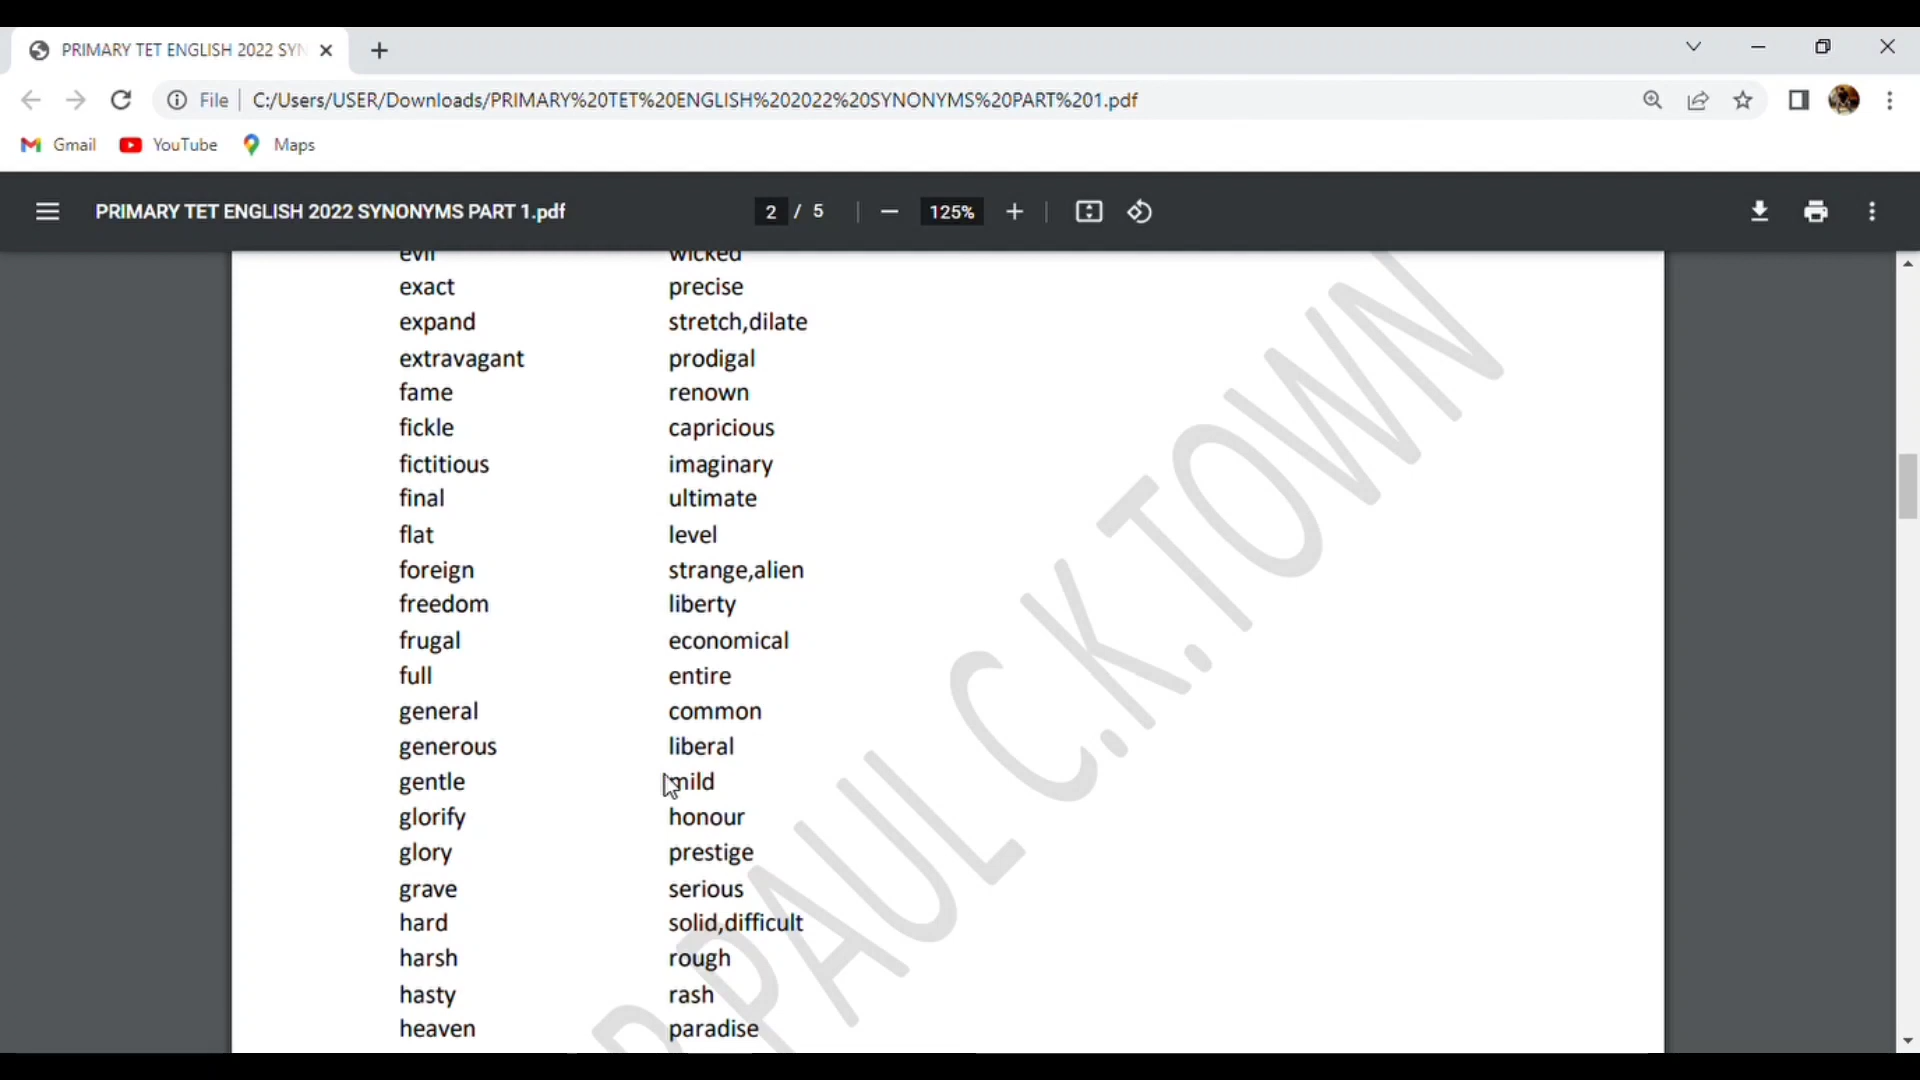 PRIMARY TET ENGLISH 2022 SYN
File C:/Users/USER/Downloads/PRIMARY%20TET%20ENGLISH%202022%20SYNONYMS%20PART%201.pdf
Gmail YouTube Maps
PRIMARY TET ENGLISH 2022 SYNONYMS PART 1.pdf 2 / 5 125%
evil wicked
exact precise
expand stretch,dilate
extravagant prodigal
fame renown
fickle capricious
fictitious imaginary
final ultimate
flat level
foreign strange,alien
freedom liberty
frugal economical
full entire
general common
generous liberal
gentle mild
glorify honour
glory prestige
grave serious
hard solid,difficult
harsh rough
hasty rash
heaven paradise
PAUL C.K.TOWN